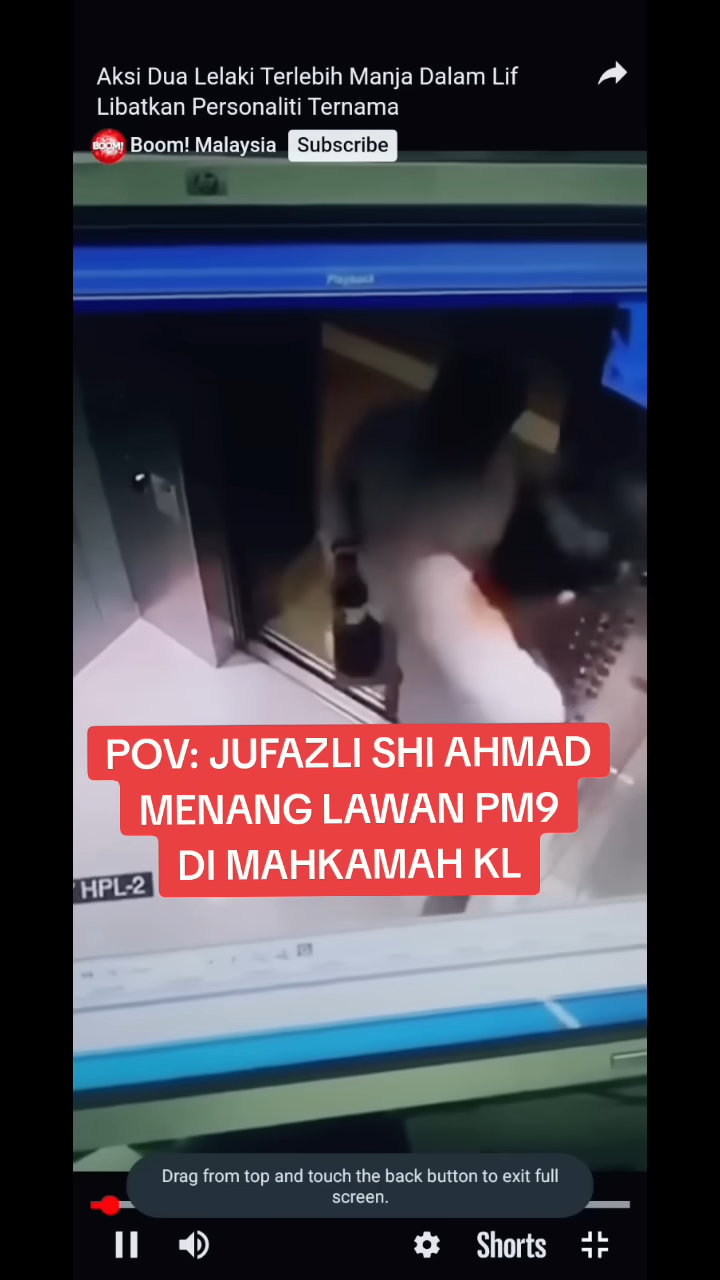 Aksi Dua Lelaki Terlebih Manja Dalam Lif
Libatkan Personaliti Ternama
BOOM!
Boom! Malaysia
Subscribe
hp
Playback
POV: JUFAZLI SHI AHMAD
MENANG LAWAN PM9
DI MAHKAMAH KL
HPL-2
Drag from top and touch the back button to exit full
screen.
Shorts